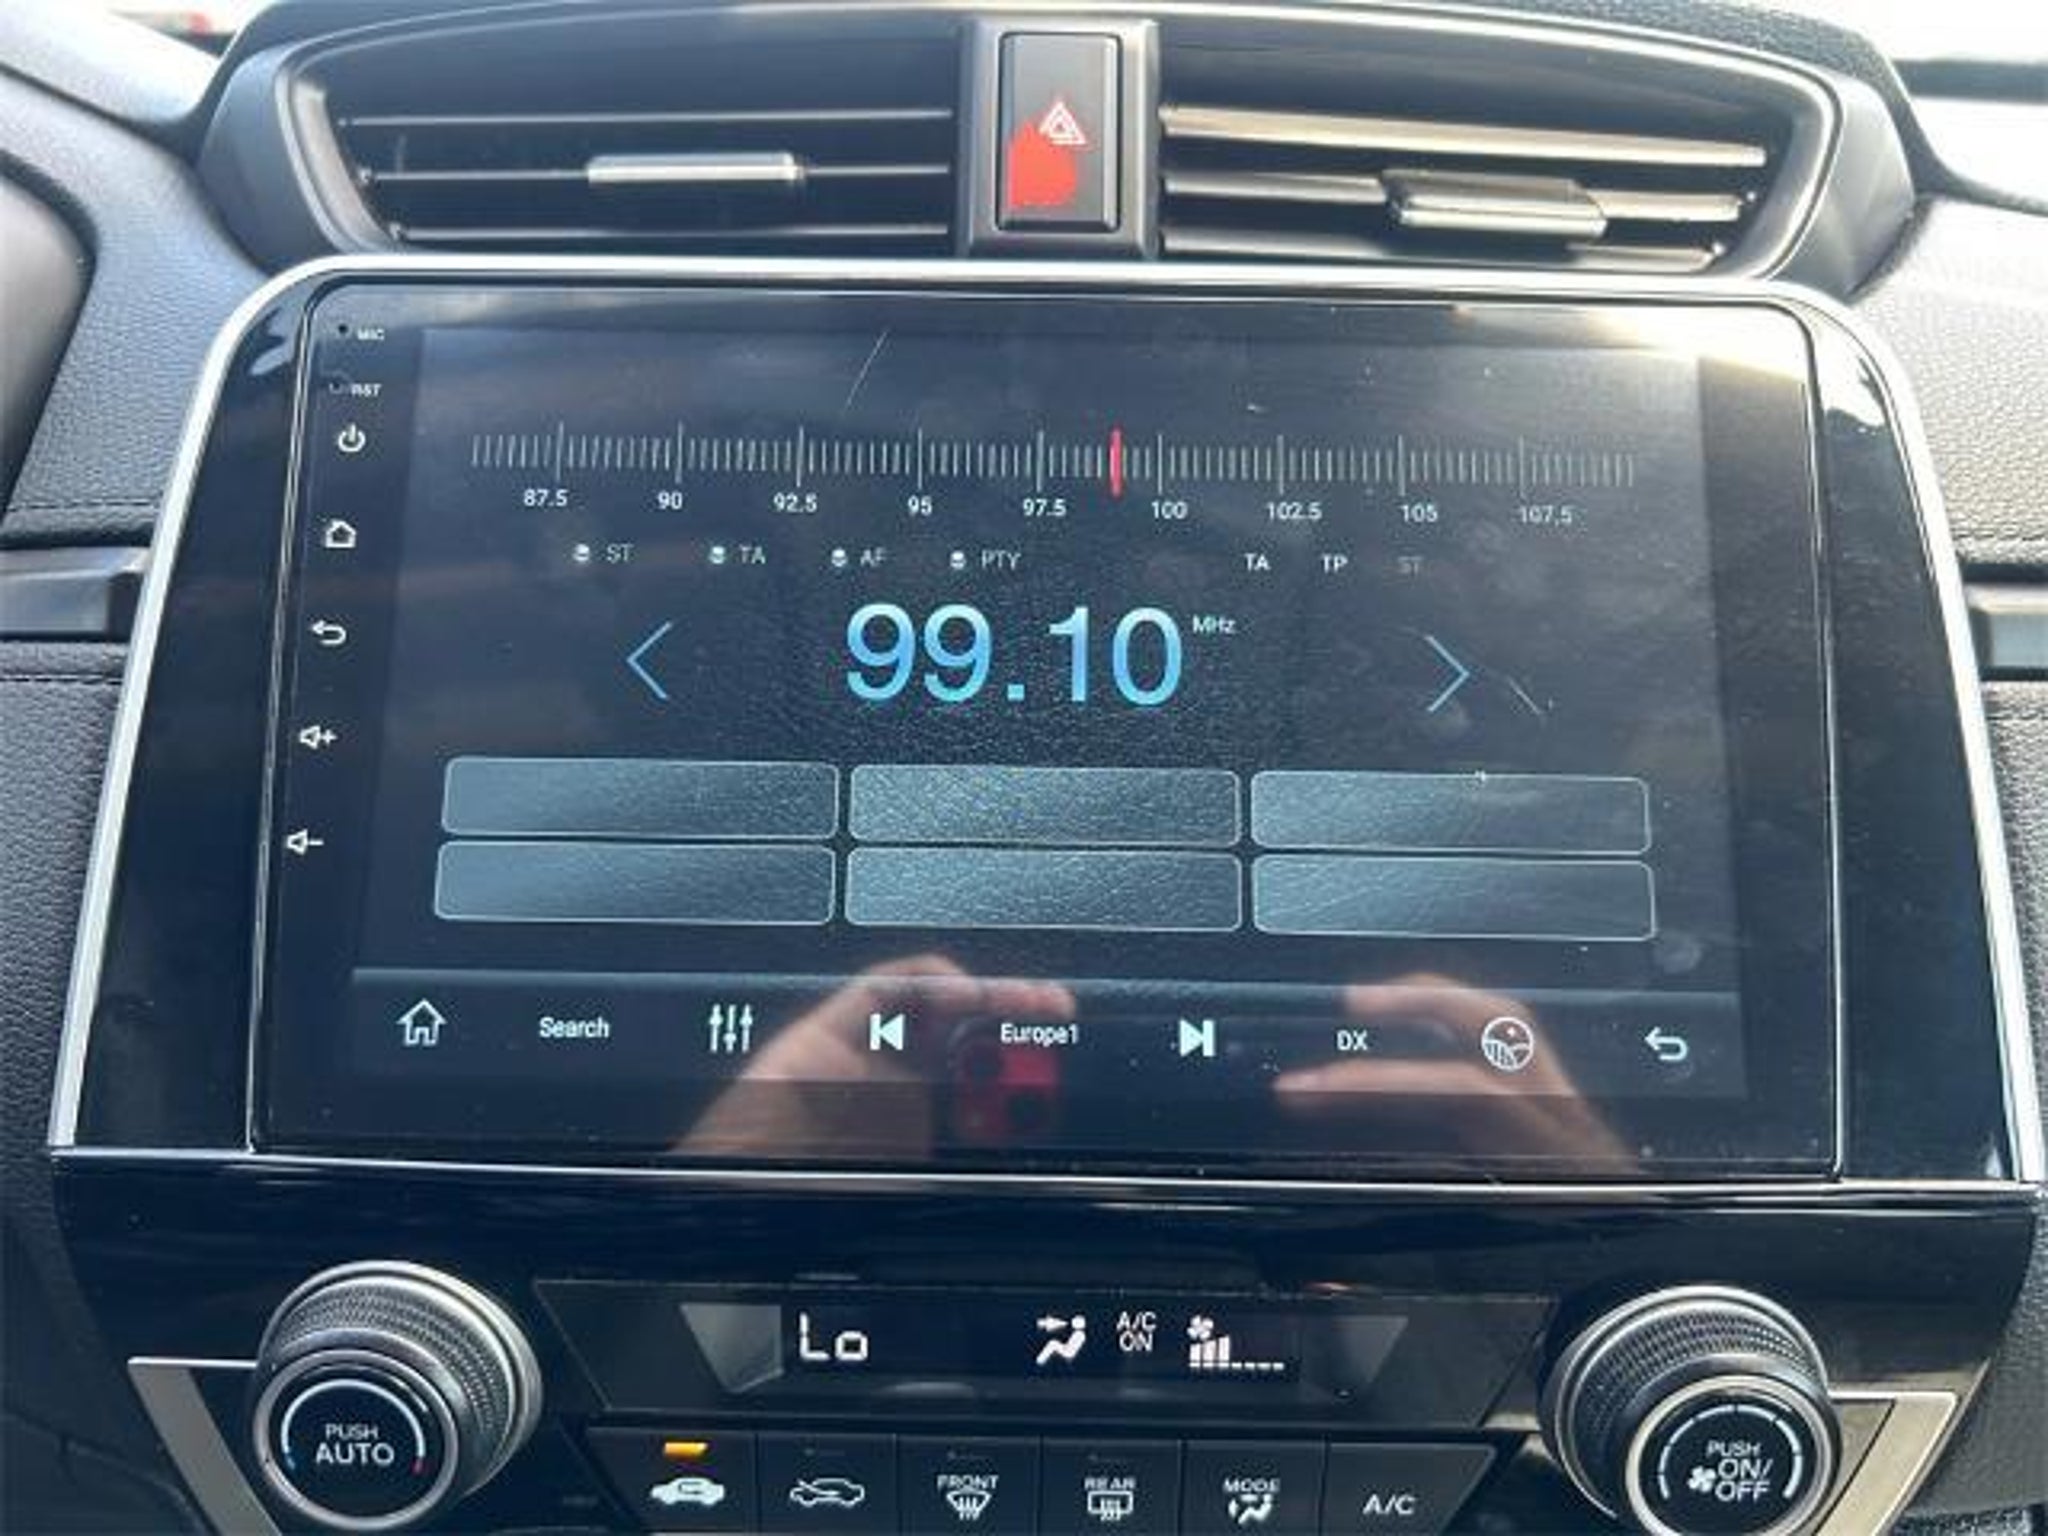 MIC
RST
87.5 90 92.5 95 97.5 100 102.5 105 107.5
ST TA AF PTY TA TP ST
99.10 MHz
Search Europe1 DX
Lo A/C ON
PUSH AUTO
FRONT REAR MODE A/C
PUSH ON/OFF